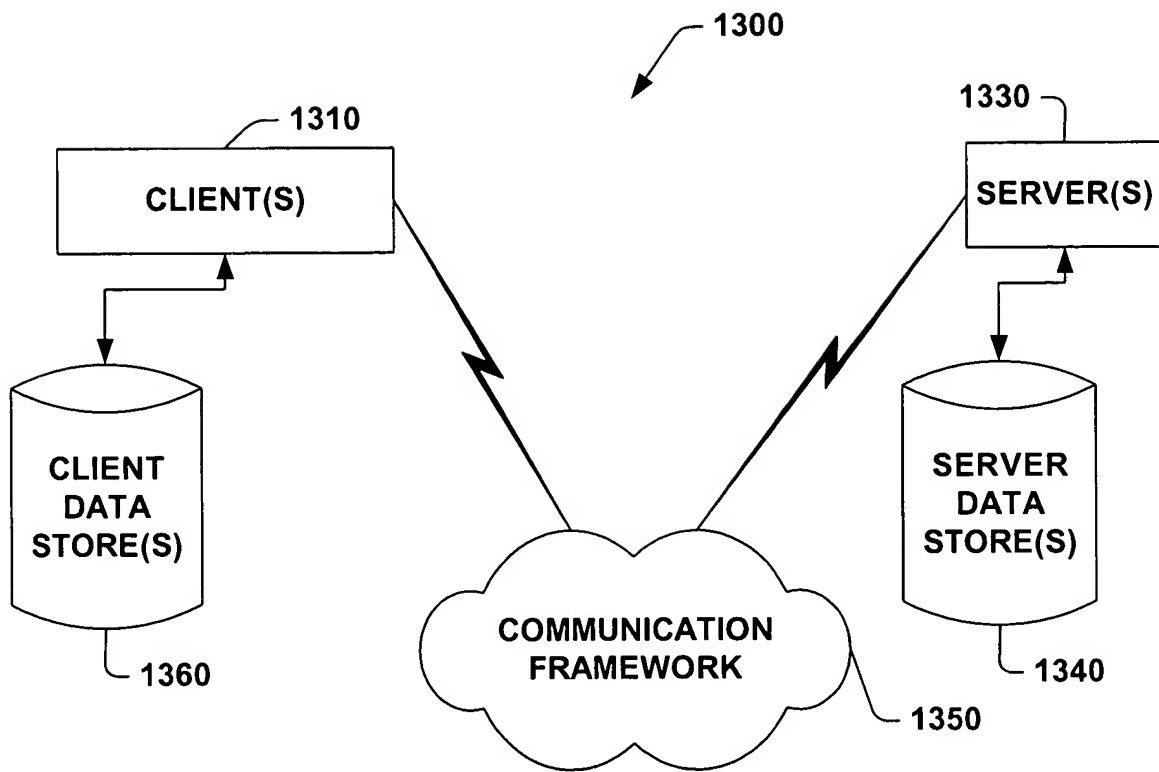 1300
1310
1330
CLIENT(S)
SERVER(S)
CLIENT
DATA
STORE(S)
SERVER
DATA
STORE(S)
COMMUNICATION
FRAMEWORK
1360
1340
1350